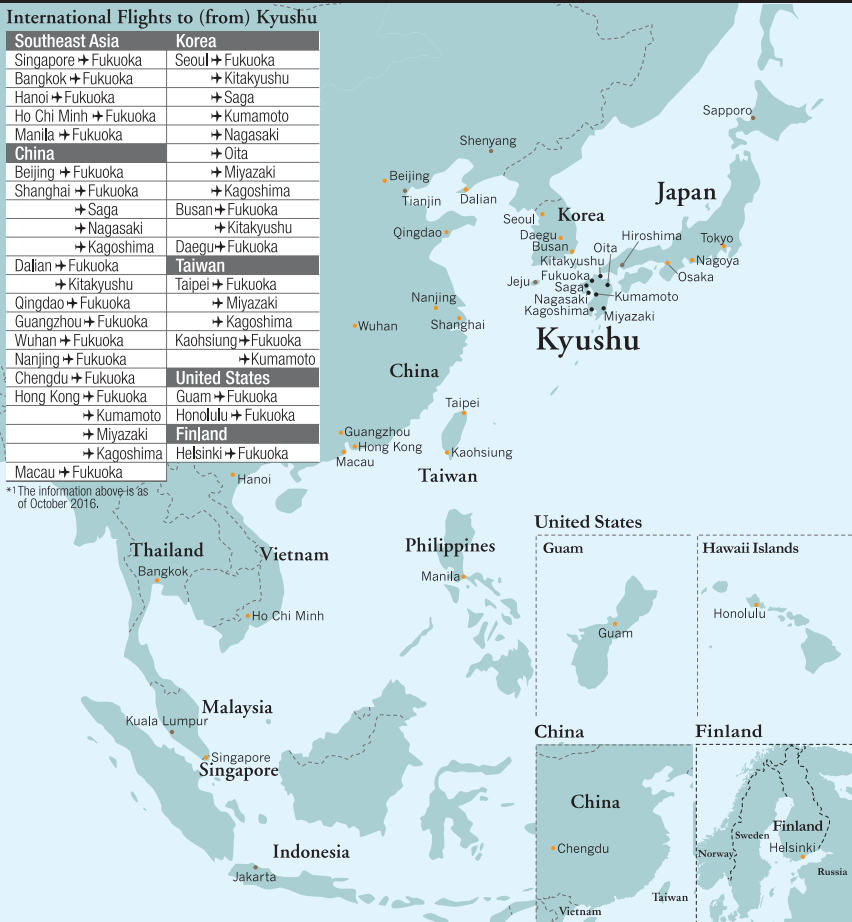 International Flights to (from) Kyushu
Southeast Asia
Singapore ✈ Fukuoka
Bangkok ✈ Fukuoka
Hanoi ✈ Fukuoka
Ho Chi Minh ✈ Fukuoka
Manila ✈ Fukuoka
China
Beijing ✈ Fukuoka
Shanghai ✈ Fukuoka
✈ Saga
✈ Nagasaki
✈ Kagoshima
Dalian ✈ Fukuoka
✈ Kitakyushu
Qingdao ✈ Fukuoka
Guangzhou ✈ Fukuoka
Wuhan ✈ Fukuoka
Nanjing ✈ Fukuoka
Chengdu ✈ Fukuoka
Hong Kong ✈ Fukuoka
✈ Kumamoto
✈ Miyazaki
✈ Kagoshima
Macau ✈ Fukuoka
Korea
Seoul ✈ Fukuoka
✈ Kitakyushu
✈ Saga
✈ Kumamoto
✈ Nagasaki
✈ Oita
✈ Miyazaki
✈ Kagoshima
Busan ✈ Fukuoka
✈ Kitakyushu
Daegu ✈ Fukuoka
Taiwan
Taipei ✈ Fukuoka
✈ Miyazaki
✈ Kagoshima
Kaohsiung ✈ Fukuoka
✈ Kumamoto
United States
Guam ✈ Fukuoka
Honolulu ✈ Fukuoka
Finland
Helsinki ✈ Fukuoka
*1 The information above is as
of October 2016.
Sapporo
Shenyang
Beijing
Tianjin
Dalian
Japan
Seoul
Korea
Qingdao
Daegu
Busan
Oita
Hiroshima
Tokyo
Kitakyushu
Nagoya
Fukuoka
Osaka
Jeju
Saga
Nagasaki
Kumamoto
Kagoshima
Miyazaki
Nanjing
Wuhan
Shanghai
Kyushu
China
Taipei
Guangzhou
Hong Kong
Macau
Kaohsiung
Taiwan
Hanoi
Thailand
Vietnam
Bangkok
Ho Chi Minh
Philippines
Manila
United States
Guam
Guam
Hawaii Islands
Honolulu
Malaysia
Kuala Lumpur
Singapore
Singapore
Indonesia
Jakarta
China
China
Chengdu
Taiwan
Vietnam
Finland
Finland
Sweden
Helsinki
Norway
Russia